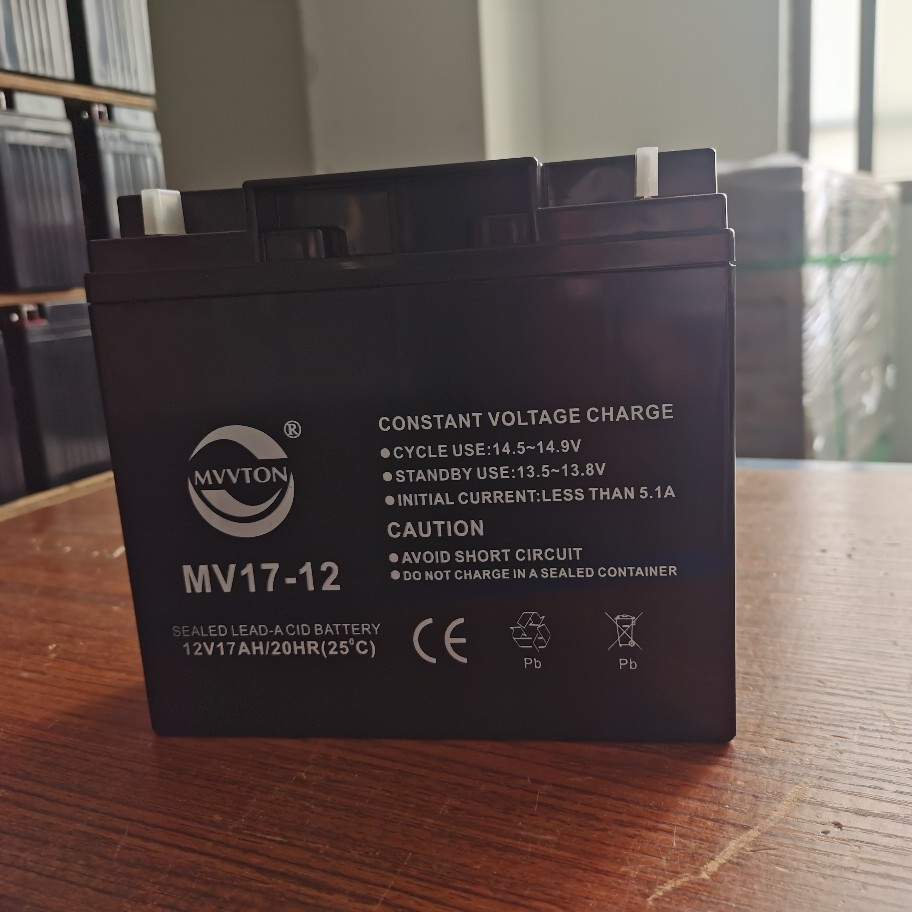 ®
MVVTON
MV17-12
SEALED LEAD-ACID BATTERY
12V17AH/20HR(25°C)
CONSTANT VOLTAGE CHARGE
●CYCLE USE:14.5~14.9V
●STANDBY USE:13.5~13.8V
●INITIAL CURRENT:LESS THAN 5.1A
CAUTION
●AVOID SHORT CIRCUIT
●DO NOT CHARGE IN A SEALED CONTAINER
CE
Pb
Pb